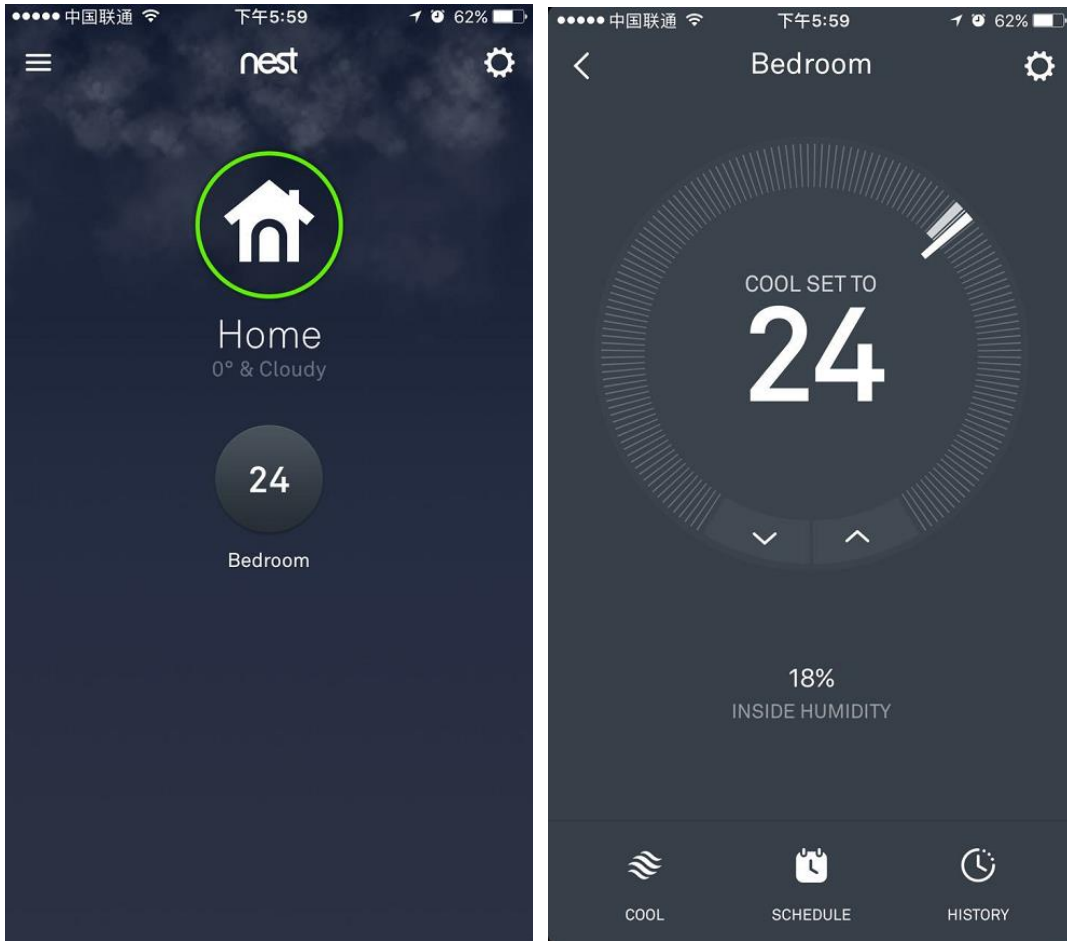 中国联通 下午5:59 62%
nest
Home
0° & Cloudy
24
Bedroom
中国联通 下午5:59 62%
Bedroom
COOL SET TO
24
18%
INSIDE HUMIDITY
COOL SCHEDULE HISTORY